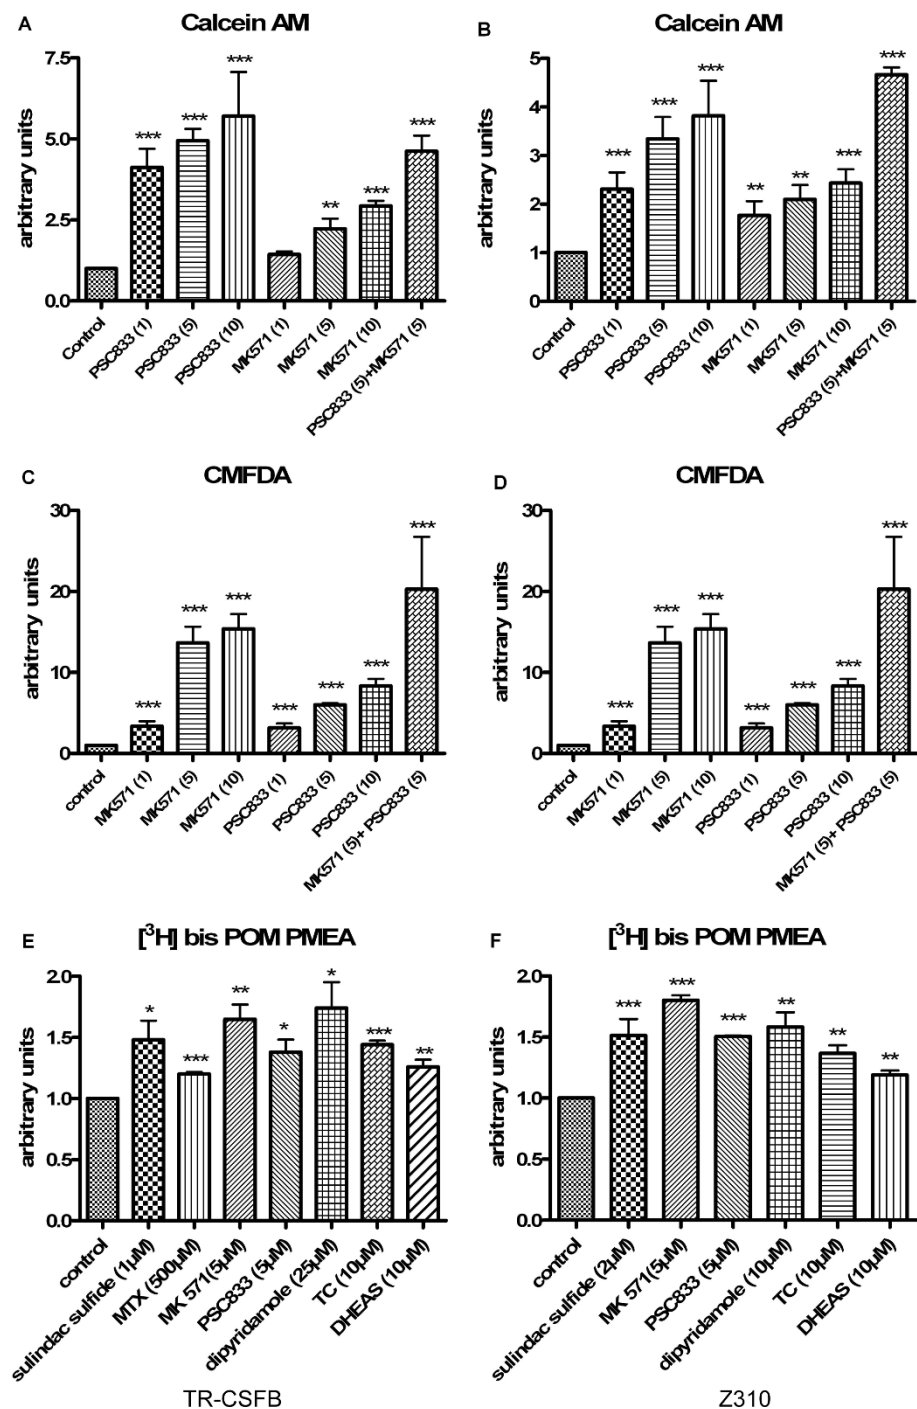 A
Calcein AM
arbitrary units
7.5
5.0
2.5
0.0
***
***
***
**
***
***
Control
PSC833 (1)
PSC833 (5)
PSC833 (10)
MK571 (1)
MK571 (5)
MK571 (10)
PSC833 (5)+MK571 (5)
B
Calcein AM
arbitrary units
5
4
3
2
1
0
***
***
***
**
**
***
***
Control
PSC833 (1)
PSC833 (5)
PSC833 (10)
MK571 (1)
MK571 (5)
MK571 (10)
PSC833 (5)+MK571 (5)
C
CMFDA
arbitrary units
30
20
10
0
***
***
***
***
***
***
***
control
MK571 (1)
MK571 (5)
MK571 (10)
PSC833 (1)
PSC833 (5)
PSC833 (10)
MK571 (5)+ PSC833 (5)
D
CMFDA
arbitrary units
30
20
10
0
***
***
***
***
***
***
***
control
MK571 (1)
MK571 (5)
MK571 (10)
PSC833 (1)
PSC833 (5)
PSC833 (10)
MK571 (5)+ PSC833 (5)
E
[³H] bis POM PMEA
arbitrary units
2.0
1.5
1.0
0.5
0.0
*
***
**
*
*
***
**
control
sulindac sulfide (1µM)
MTX (500µM)
MK 571(5µM)
PSC833 (5µM)
dipyridamole (25µM)
TC (10µM)
DHEAS (10µM)
TR-CSFB
F
[³H] bis POM PMEA
arbitrary units
2.0
1.5
1.0
0.5
0.0
***
***
***
**
**
**
control
sulindac sulfide (2µM)
MK 571(5µM)
PSC833 (5µM)
dipyridamole (10µM)
TC (10µM)
DHEAS (10µM)
Z310